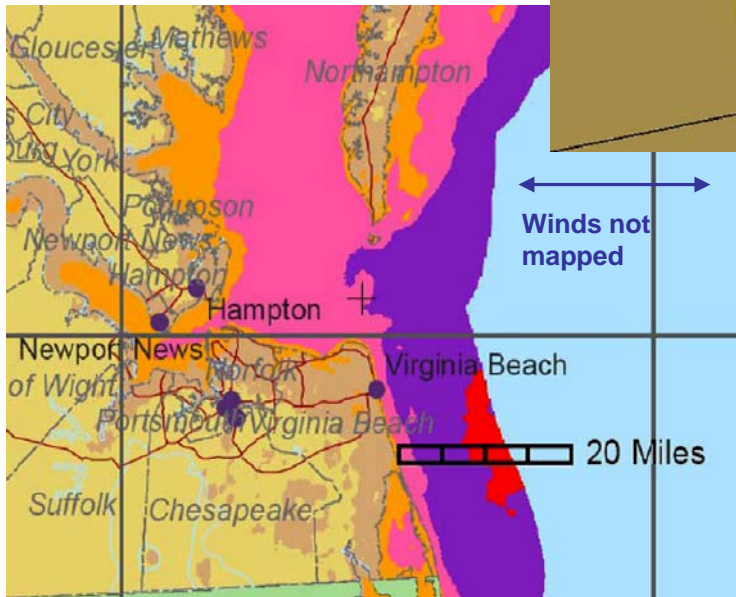 Mathews
Gloucester
Northampton
s City
burg
York
Winds not
mapped
Poquoson
Newport News
Hampton
Hampton
Newport News
Norfolk
Virginia Beach
of Wight
Portsmouth
Virginia Beach
20 Miles
Suffolk
Chesapeake